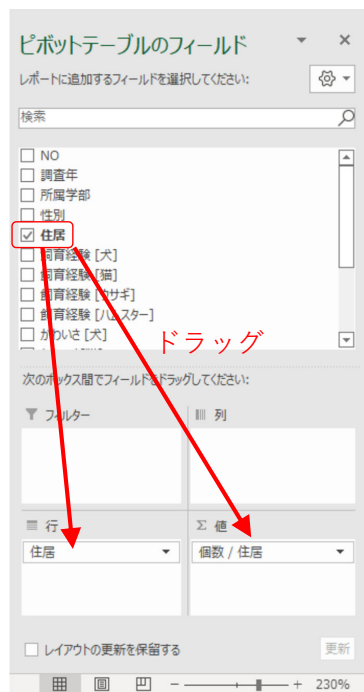 ピボットテーブルのフィールド
レポートに追加するフィールドを選択してください:
検索
NO
調査年
所属学部
性別
住居
飼育経験 [犬]
飼育経験 [猫]
飼育経験 [ウサギ]
飼育経験 [ハムスター]
かわいさ [犬]
ドラッグ
次のボックス間でフィールドをドラッグしてください:
フィルター
列
行
Σ 値
住居
個数 / 住居
レイアウトの更新を保留する
更新
- + 230%